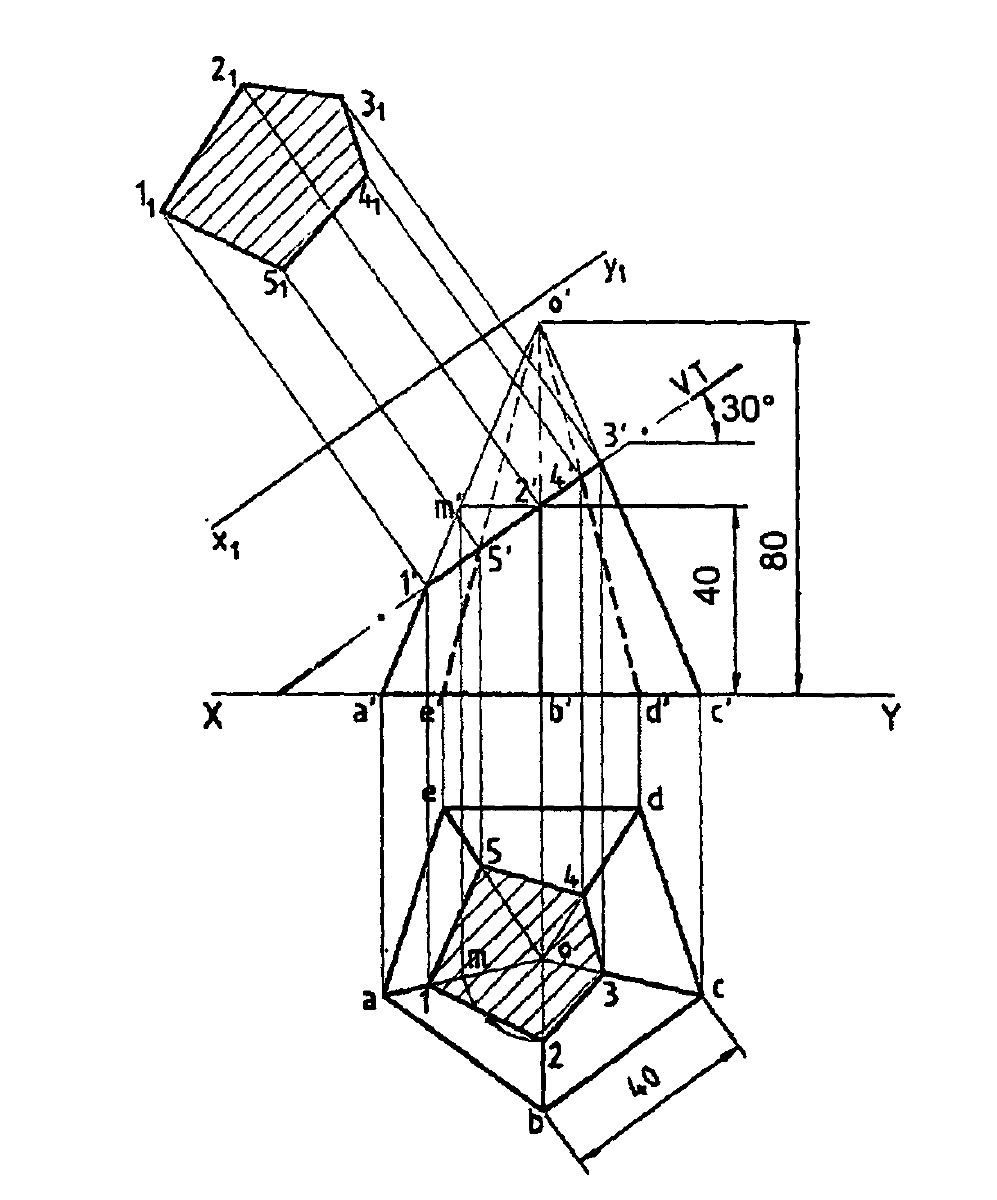 2₁
3₁
1₁
4₁
5₁
y₁
o'
VT
30°
3'
4'
2'
m'
x₁
5'
1'
40
80
X
a'
e'
b'
d'
c'
Y
e
d
5
4
o
m
a
1
3
c
2
40
b